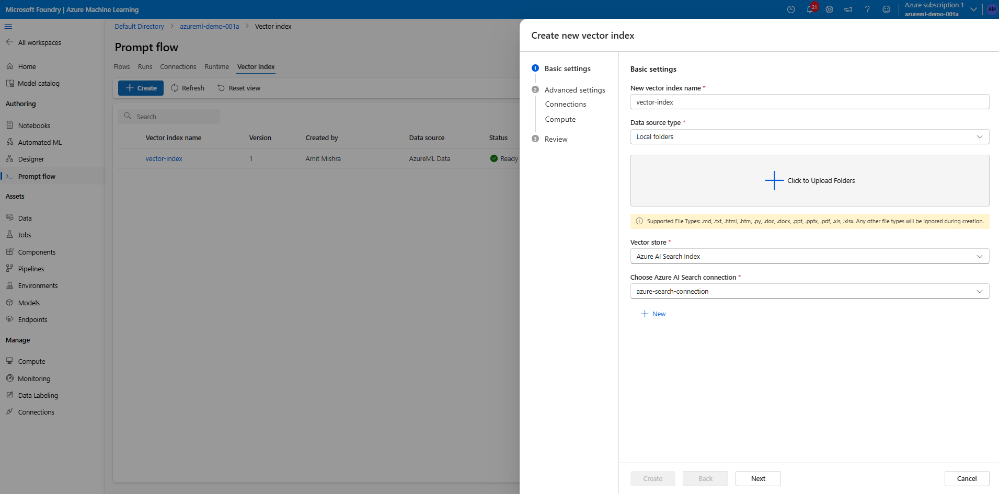 Microsoft Foundry | Azure Machine Learning
21
Azure subscription 1
azureml-demo-001a
AM
All workspaces
Home
Model catalog
Authoring
Notebooks
Automated ML
Designer
Prompt flow
Assets
Data
Jobs
Components
Pipelines
Environments
Models
Endpoints
Manage
Compute
Monitoring
Data Labeling
Connections
Default Directory > azureml-demo-001a > Vector index
Prompt flow
Flows Runs Connections Runtime Vector index
Create Refresh Reset view
Search
Vector index name Version Created by Data source Status
vector-index 1 Amit Mishra AzureML Data Ready
Create new vector index
1 Basic settings
2 Advanced settings
Connections
Compute
3 Review
Basic settings
New vector index name *
vector-index
Data source type *
Local folders
Click to Upload Folders
Supported File Types: .md, .txt, .html, .htm, .py, .doc, .docx, .ppt, .pptx, .pdf, .xls, .xlsx. Any other file types will be ignored during creation.
Vector store *
Azure AI Search Index
Choose Azure AI Search connection *
azure-search-connection
New
Create Back Next Cancel